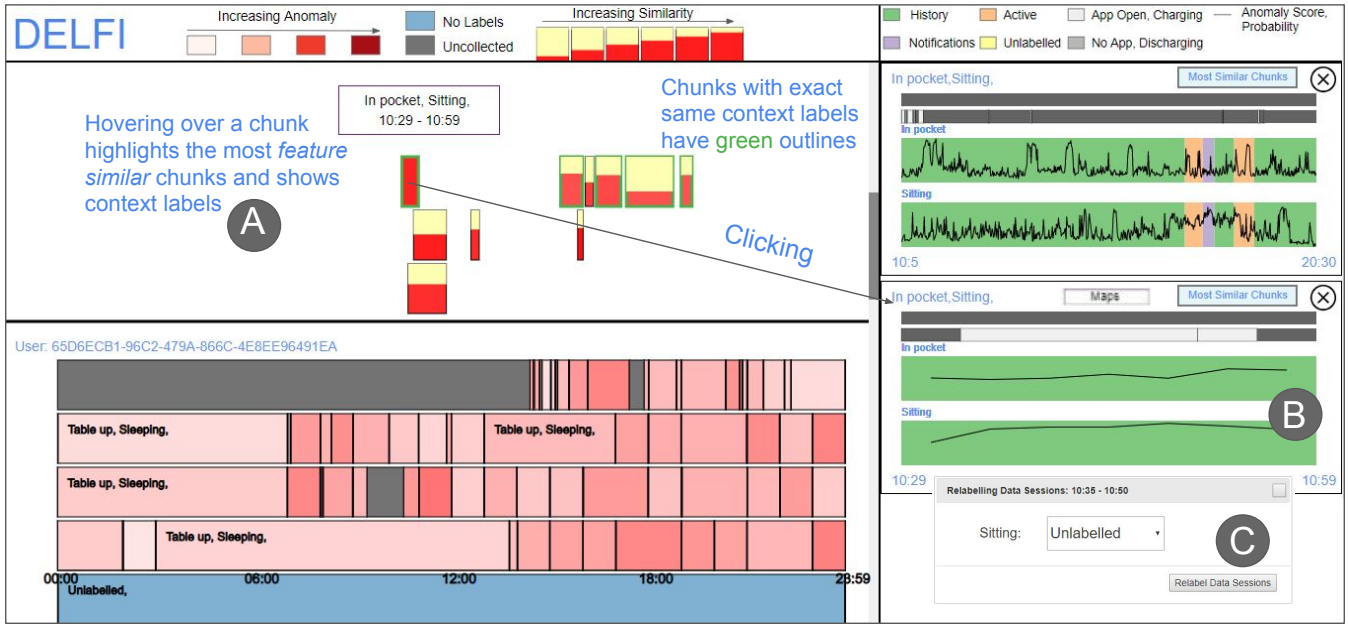 DELFI
Increasing Anomaly
No Labels
Uncollected
Increasing Similarity
History
Active
App Open, Charging
Anomaly Score,
Probability
Notifications
Unlabelled
No App, Discharging
In pocket, Sitting,
10:29 - 10:59
Hovering over a chunk
highlights the most feature
similar chunks and shows
context labels
A
Chunks with exact
same context labels
have green outlines
Clicking
In pocket,Sitting,
Most Similar Chunks
In pocket
Sitting
10:5
20:30
In pocket,Sitting,
Maps
Most Similar Chunks
In pocket
Sitting
B
10:29
10:59
Relabelling Data Sessions: 10:35 - 10:50
Sitting:
Unlabelled
C
Relabel Data Sessions
User: 65D6ECB1-96C2-479A-866C-4E8EE96491EA
Table up, Sleeping,
Table up, Sleeping,
Table up, Sleeping,
Table up, Sleeping,
00:00
06:00
12:00
18:00
23:59
Unlabelled,